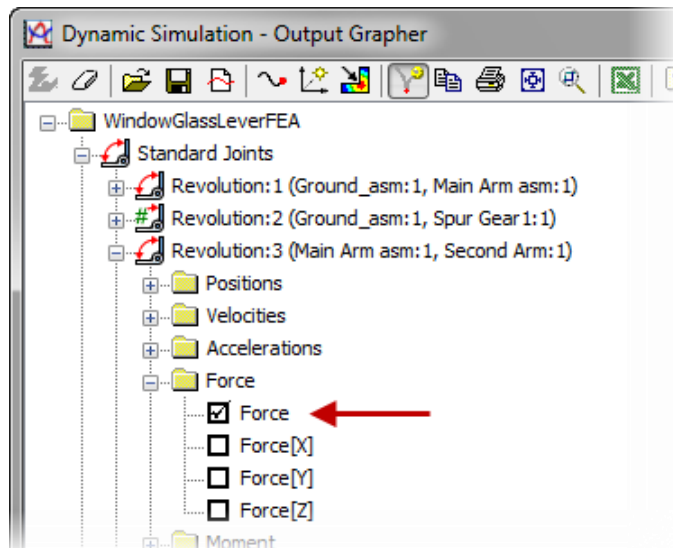 Dynamic Simulation - Output Grapher
WindowGlassLeverFEA
Standard Joints
Revolution:1 (Ground_asm:1, Main Arm asm:1)
Revolution:2 (Ground_asm:1, Spur Gear1:1)
Revolution:3 (Main Arm asm:1, Second Arm:1)
Positions
Velocities
Accelerations
Force
Force
Force[X]
Force[Y]
Force[Z]
Moment